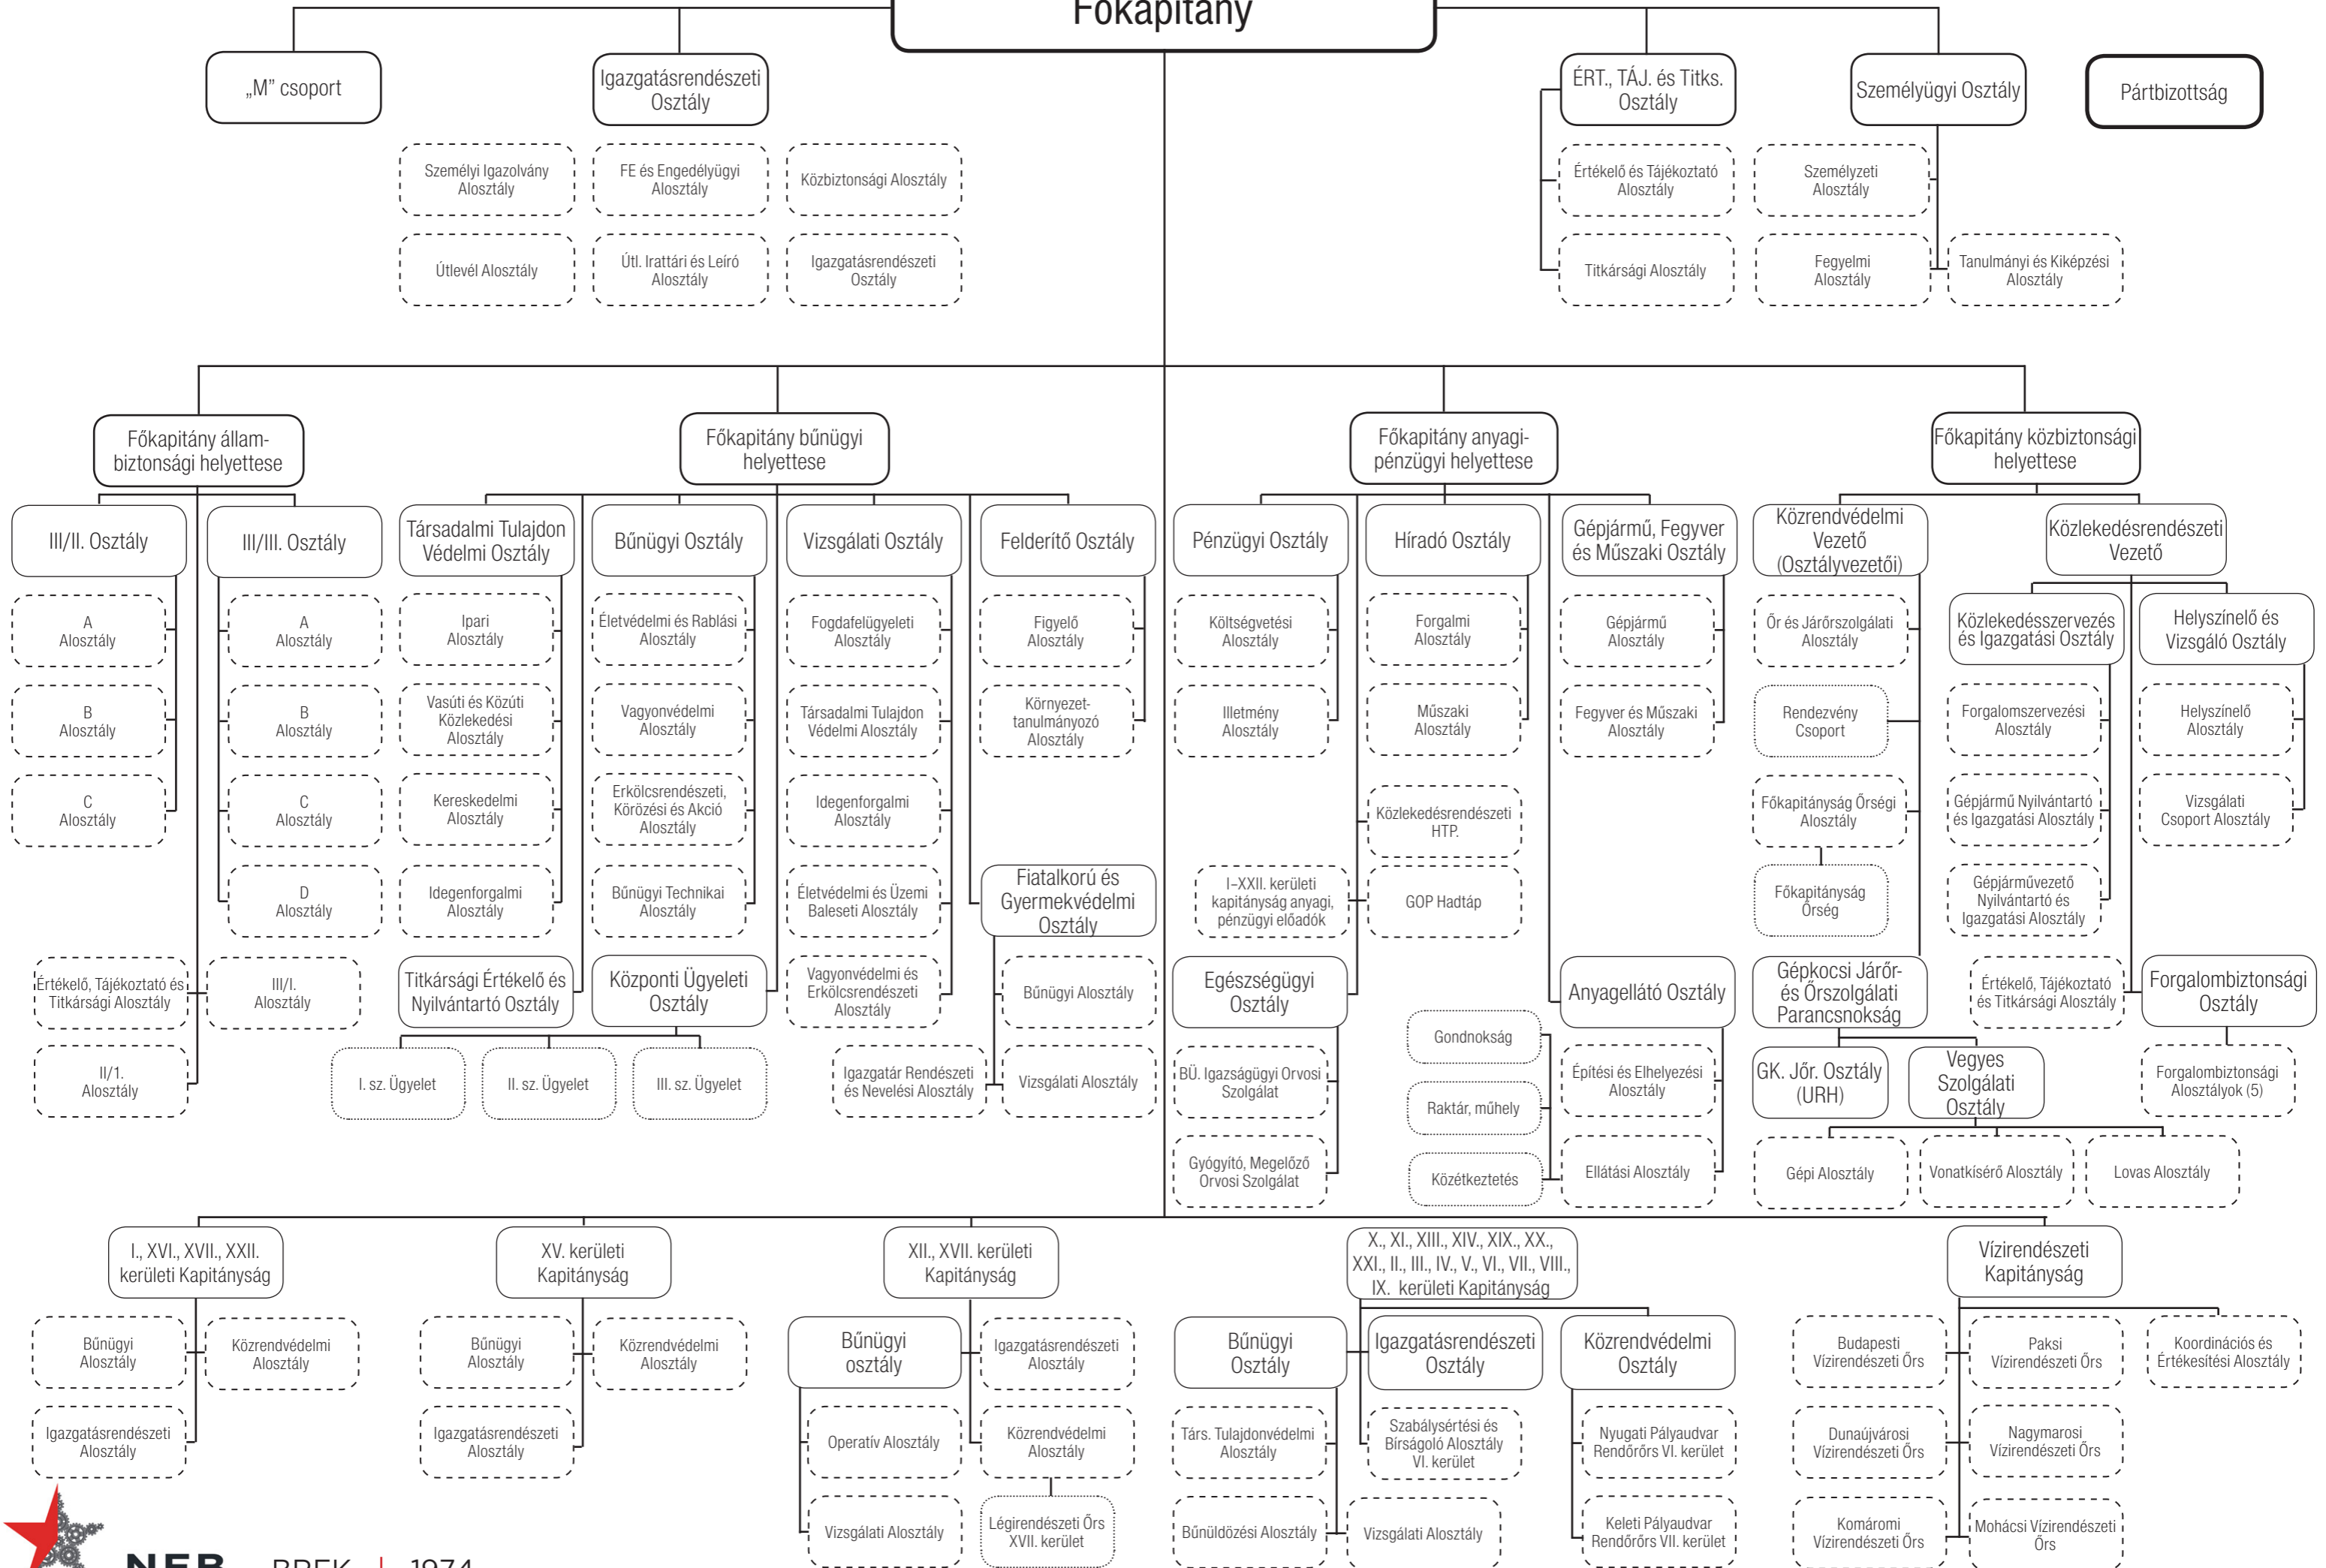 Főkapitány
„M” csoport
Igazgatásrendészeti
Osztály
ÉRT., TÁJ. és Titks.
Osztály
Személyügyi Osztály
Pártbizottság
Személyi Igazolvány
Alosztály
FE és Engedélyügyi
Alosztály
Közbiztonsági Alosztály
Értékelő és Tájékoztató
Alosztály
Személyzeti
Alosztály
Útlevél Alosztály
Útl. Irattári és Leíró
Alosztály
Igazgatásrendészeti
Osztály
Titkársági Alosztály
Fegyelmi
Alosztály
Tanulmányi és Kiképzési
Alosztály
Főkapitány állam-
biztonsági helyettese
Főkapitány bűnügyi
helyettese
Főkapitány anyagi-
pénzügyi helyettese
Főkapitány közbiztonsági
helyettese
III/II. Osztály
III/III. Osztály
Társadalmi Tulajdon
Védelmi Osztály
Bűnügyi Osztály
Vizsgálati Osztály
Felderítő Osztály
Pénzügyi Osztály
Híradó Osztály
Gépjármű, Fegyver
és Műszaki Osztály
Közrendvédelmi
Vezető
(Osztályvezetői)
Közlekedésrendészeti
Vezető
A
Alosztály
A
Alosztály
Ipari
Alosztály
Életvédelmi és Rablási
Alosztály
Fogdafelügyeleti
Alosztály
Figyelő
Alosztály
Költségvetési
Alosztály
Forgalmi
Alosztály
Gépjármű
Alosztály
Őr és Járőrszolgálati
Alosztály
Közlekedésszervezés
és Igazgatási Osztály
Helyszínelő és
Vizsgáló Osztály
B
Alosztály
B
Alosztály
Vasúti és Közúti
Közlekedési
Alosztály
Vagyonvédelmi
Alosztály
Társadalmi Tulajdon
Védelmi Alosztály
Környezet-
tanulmányozó
Alosztály
Illetmény
Alosztály
Műszaki
Alosztály
Fegyver és Műszaki
Alosztály
Rendezvény
Csoport
Forgalomszervezési
Alosztály
Helyszínelő
Alosztály
C
Alosztály
C
Alosztály
Kereskedelmi
Alosztály
Erkölcsrendészeti,
Körözési és Akció
Alosztály
Idegenforgalmi
Alosztály
Közlekedésrendészeti
HTP.
Főkapitányság Őrségi
Alosztály
Gépjármű Nyilvántartó
és Igazgatási Alosztály
Vizsgálati
Csoport Alosztály
D
Alosztály
Idegenforgalmi
Alosztály
Bűnügyi Technikai
Alosztály
Életvédelmi és Üzemi
Baleseti Alosztály
Fiatalkorú és
Gyermekvédelmi
Osztály
I–XXII. kerületi
kapitányság anyagi,
pénzügyi előadók
GOP Hadtáp
Főkapitányság
Őrség
Gépjárművezető
Nyilvántartó és
Igazgatási Alosztály
Értékelő, Tájékoztató és
Titkársági Alosztály
III/I.
Alosztály
Titkársági Értékelő és
Nyilvántartó Osztály
Központi Ügyeleti
Osztály
Vagyonvédelmi és
Erkölcsrendészeti
Alosztály
Bűnügyi Alosztály
Egészségügyi
Osztály
Anyagellátó Osztály
Gépkocsi Járőr-
és Őrszolgálati
Parancsnokság
Értékelő, Tájékoztató
és Titkársági Alosztály
Forgalombiztonsági
Osztály
Gondnokság
II/1.
Alosztály
I. sz. Ügyelet
II. sz. Ügyelet
III. sz. Ügyelet
Igazgatár Rendészeti
és Nevelési Alosztály
Vizsgálati Alosztály
BÜ. Igazságügyi Orvosi
Szolgálat
Építési és Elhelyezési
Alosztály
GK. Jőr. Osztály
(URH)
Vegyes
Szolgálati
Osztály
Forgalombiztonsági
Alosztályok (5)
Raktár, műhely
Gyógyító, Megelőző
Orvosi Szolgálat
Közétkeztetés
Ellátási Alosztály
Gépi Alosztály
Vonatkísérő Alosztály
Lovas Alosztály
I., XVI., XVII., XXII.
kerületi Kapitányság
XV. kerületi
Kapitányság
XII., XVII. kerületi
Kapitányság
X., XI., XIII., XIV., XIX., XX.,
XXI., II., III., IV., V., VI., VII., VIII.,
IX. kerületi Kapitányság
Vízirendészeti
Kapitányság
Bűnügyi
Alosztály
Közrendvédelmi
Alosztály
Bűnügyi
Alosztály
Közrendvédelmi
Alosztály
Bűnügyi
osztály
Igazgatásrendészeti
Alosztály
Bűnügyi
Osztály
Igazgatásrendészeti
Osztály
Közrendvédelmi
Osztály
Budapesti
Vízirendészeti Őrs
Paksi
Vízirendészeti Őrs
Koordinációs és
Értékesítési Alosztály
Igazgatásrendészeti
Alosztály
Igazgatásrendészeti
Alosztály
Operatív Alosztály
Közrendvédelmi
Alosztály
Társ. Tulajdonvédelmi
Alosztály
Szabálysértési és
Bírságoló Alosztály
VI. kerület
Nyugati Pályaudvar
Rendőrőrs VI. kerület
Dunaújvárosi
Vízirendészeti Őrs
Nagymarosi
Vízirendészeti Őrs
Vizsgálati Alosztály
Légirendészeti Őrs
XVII. kerület
Bűnüldözési Alosztály
Vizsgálati Alosztály
Keleti Pályaudvar
Rendőrőrs VII. kerület
Komáromi
Vízirendészeti Őrs
Mohácsi Vízirendészeti
Őrs
NEB BRFK | 1974